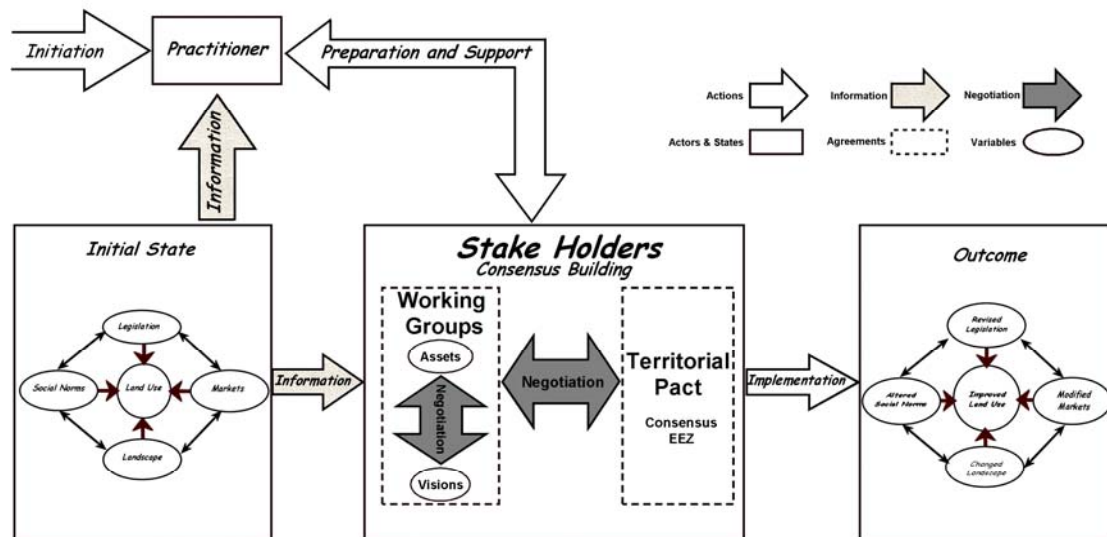 Initiation
Practitioner
Preparation and Support
Actions
Information
Negotiation
Actors & States
Agreements
Variables
Information
Initial State
Legislation
Social Norms
Land Use
Markets
Landscape
Information
Stake Holders
Consensus Building
Working
Groups
Assets
Negotiation
Visions
Negotiation
Territorial
Pact
Consensus
EEZ
Implementation
Outcome
Revised
Legislation
Altered
Social Norms
Improved
Land Use
Modified
Markets
Changed
Landscape